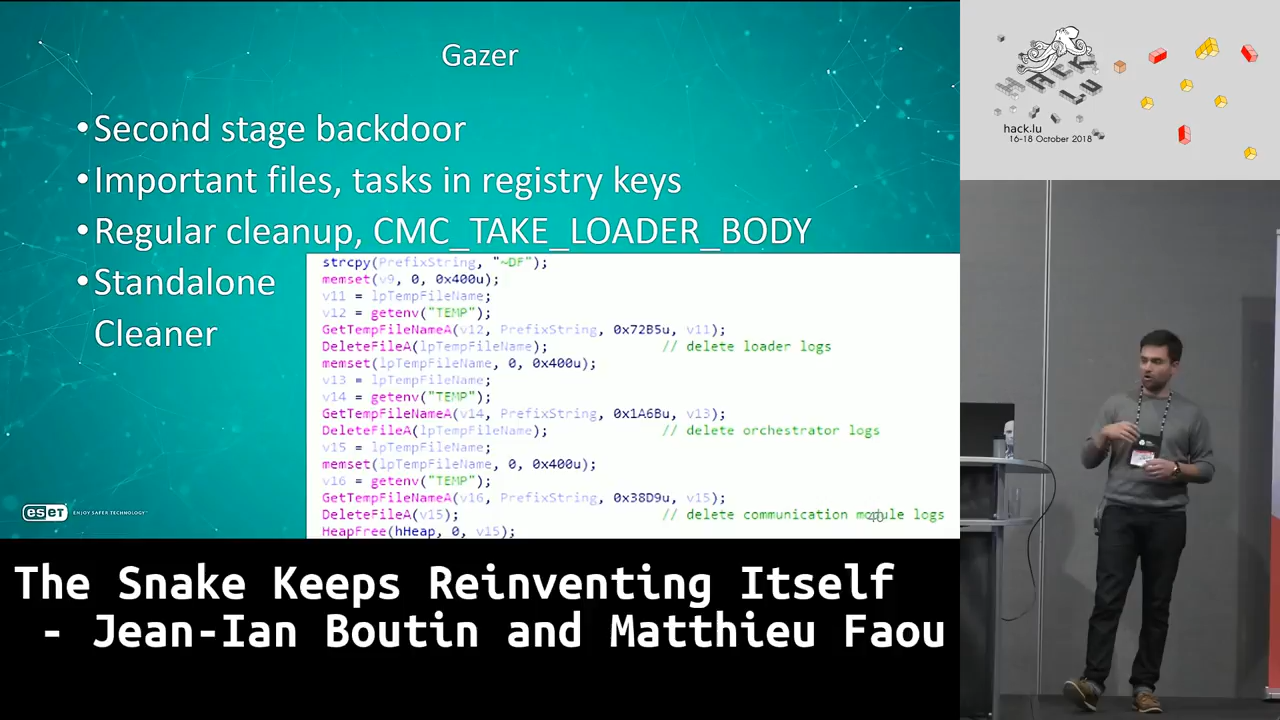 Gazer
•Second stage backdoor
•Important files, tasks in registry keys
•Regular cleanup, CMC_TAKE_LOADER_BODY
•Standalone
Cleaner
strcpy(PrefixString, "~DF");
memset(v9, 0, 0x400u);
v11 = lpTempFileName;
v12 = getenv("TEMP");
GetTempFileNameA(v12, PrefixString, 0x72B5u, v11);
DeleteFileA(lpTempFileName); // delete loader logs
memset(lpTempFileName, 0, 0x400u);
v13 = lpTempFileName;
v14 = getenv("TEMP");
GetTempFileNameA(v14, PrefixString, 0x1A6Bu, v13);
DeleteFileA(lpTempFileName); // delete orchestrator logs
v15 = lpTempFileName;
memset(lpTempFileName, 0, 0x400u);
v16 = getenv("TEMP");
GetTempFileNameA(v16, PrefixString, 0x38D9u, v15);
DeleteFileA(v15); // delete communication module logs
HeapFree(hHeap, 0, v15);
40
eset ENJOY SAFER TECHNOLOGY™
HACK
LU
hack.lu
16-18 October 2018
The Snake Keeps Reinventing Itself
- Jean-Ian Boutin and Matthieu Faou